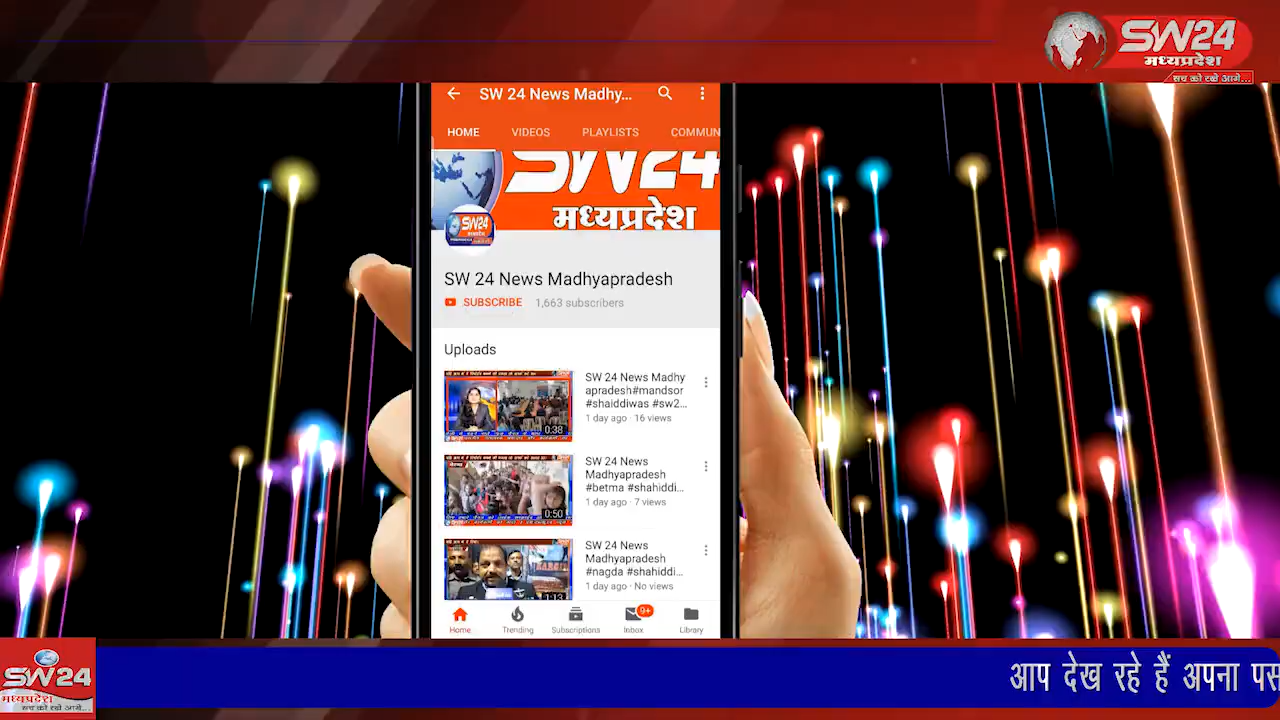 SW24
मध्यप्रदेश
सच को रखे आगे...
SW 24 News Madhy...
HOME VIDEOS PLAYLISTS COMMUN
SW24
मध्यप्रदेश
SW24
SW 24 News Madhyapradesh
SUBSCRIBE 1,663 subscribers
Uploads
SW 24 News Madhy
apradesh#mandsor
#shaiddiwas #sw2...
1 day ago · 16 views
0:38
SW 24 News
Madhyapradesh
#betma #shahiddi...
1 day ago · 7 views
0:50
SW 24 News
Madhyapradesh
#nagda #shahiddi...
1 day ago · No views
1:13
9+
Home Trending Subscriptions Inbox Library
SW24
मध्यप्रदेश
सच को रखे आगे...
आप देख रहे हैं अपना पस